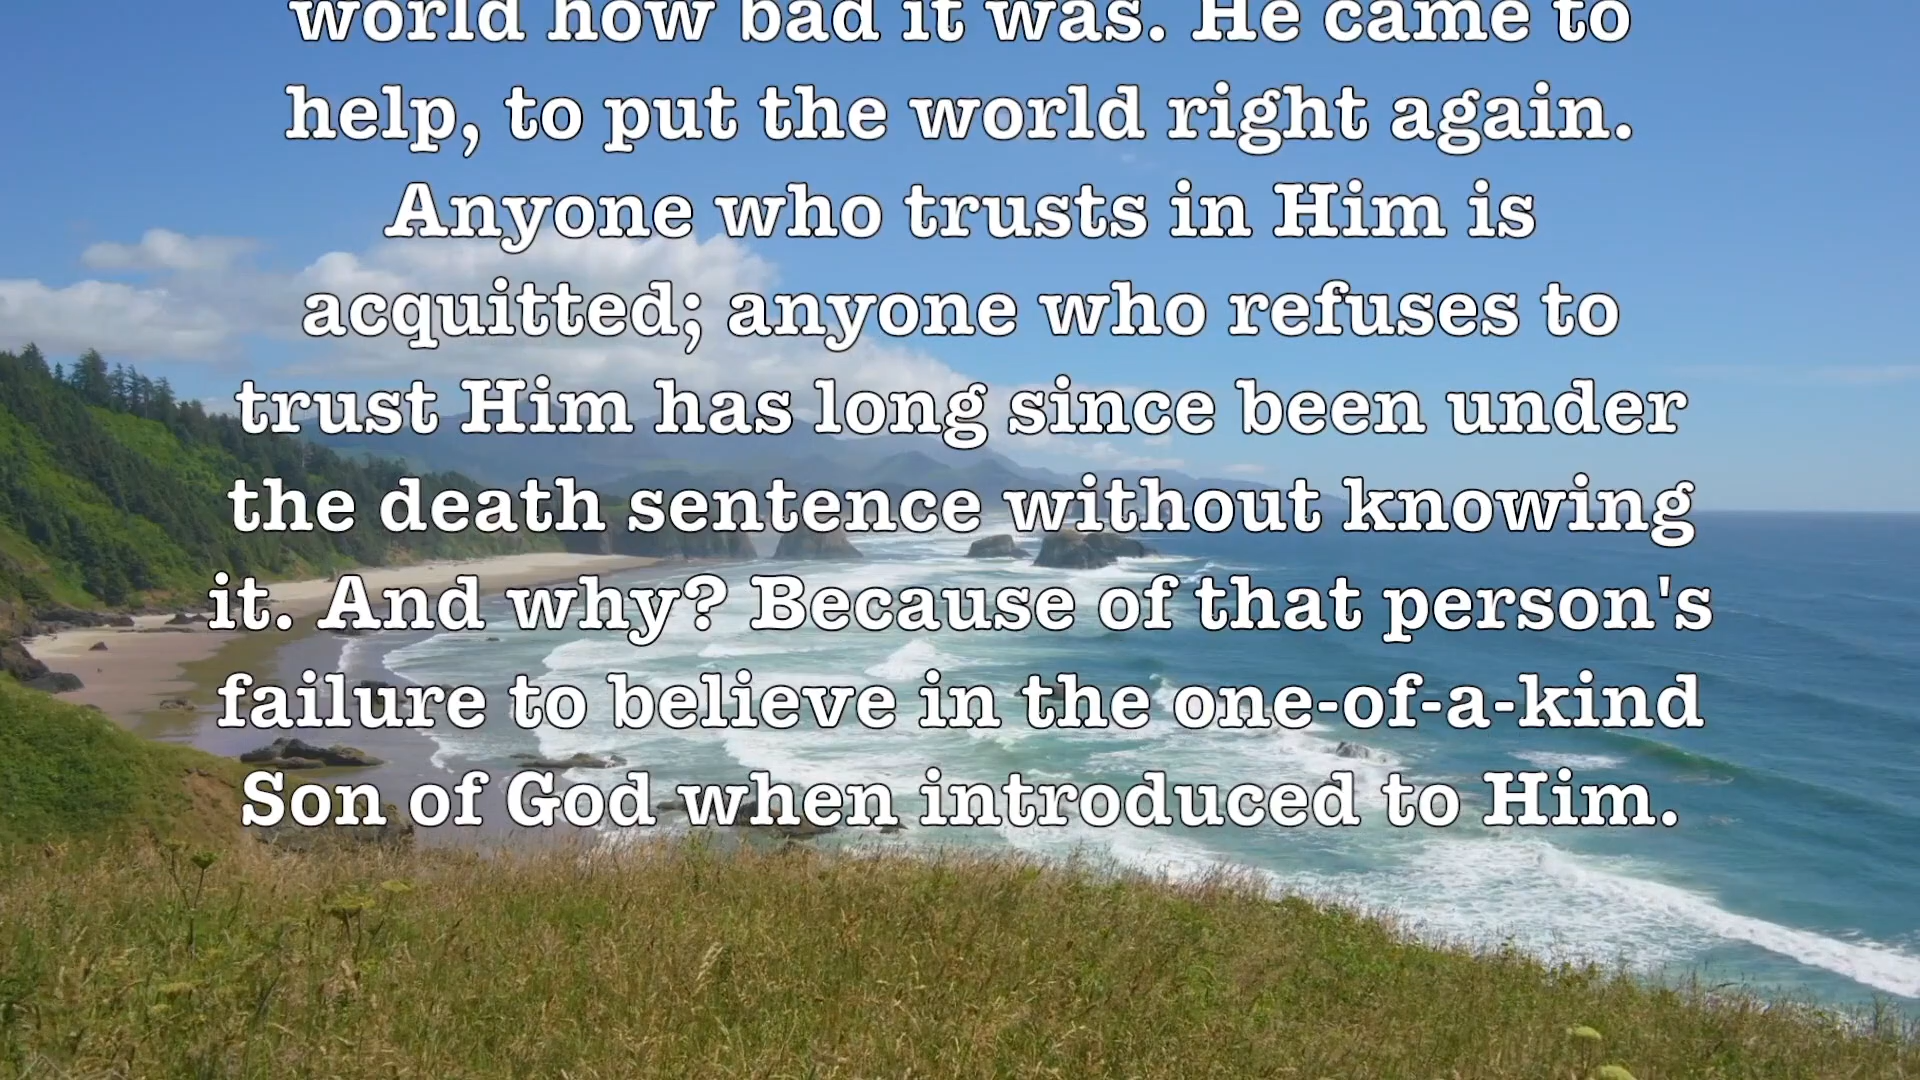 world how bad it was. He came to
help, to put the world right again.
Anyone who trusts in Him is
acquitted; anyone who refuses to
trust Him has long since been under
the death sentence without knowing
it. And why? Because of that person's
failure to believe in the one-of-a-kind
Son of God when introduced to Him.